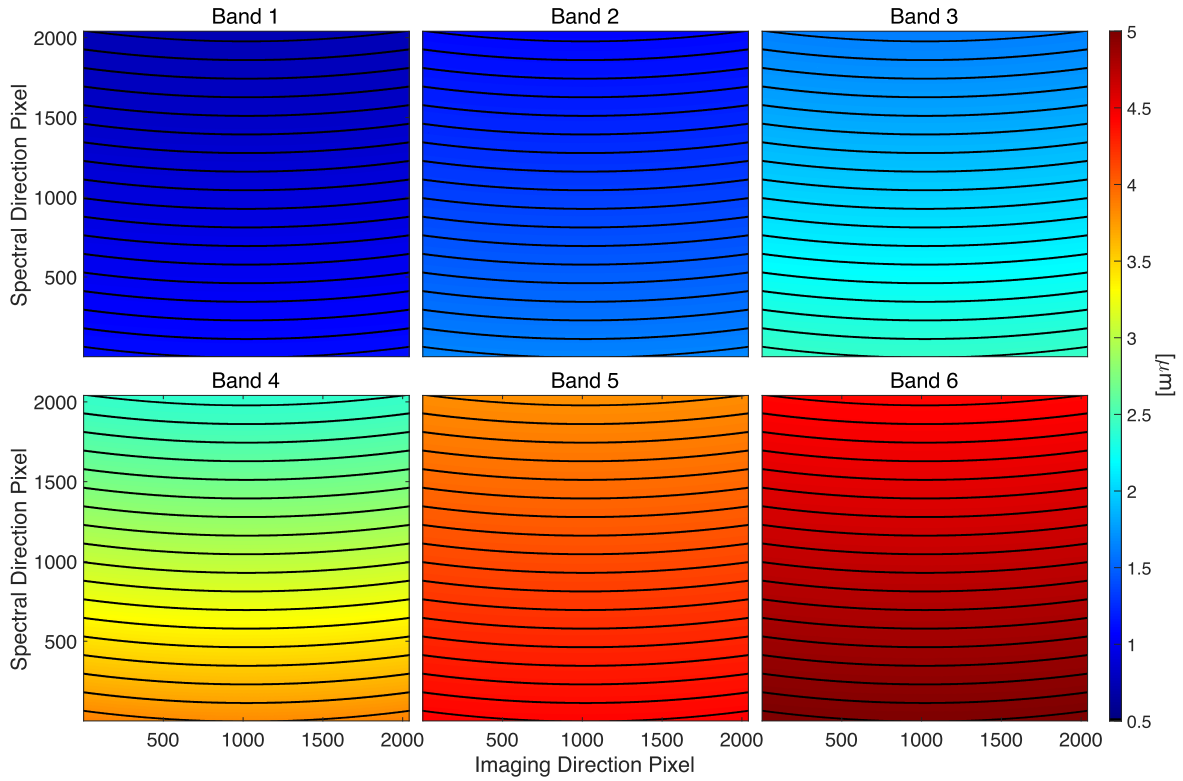 Band 1
Band 2
Band 3
2000
1500
1000
500
Spectral Direction Pixel
Band 4
Band 5
Band 6
2000
1500
1000
500
Spectral Direction Pixel
500 1000 1500 2000
500 1000 1500 2000
500 1000 1500 2000
Imaging Direction Pixel
5
4.5
4
3.5
3
2.5
2
1.5
1
0.5
[μm]